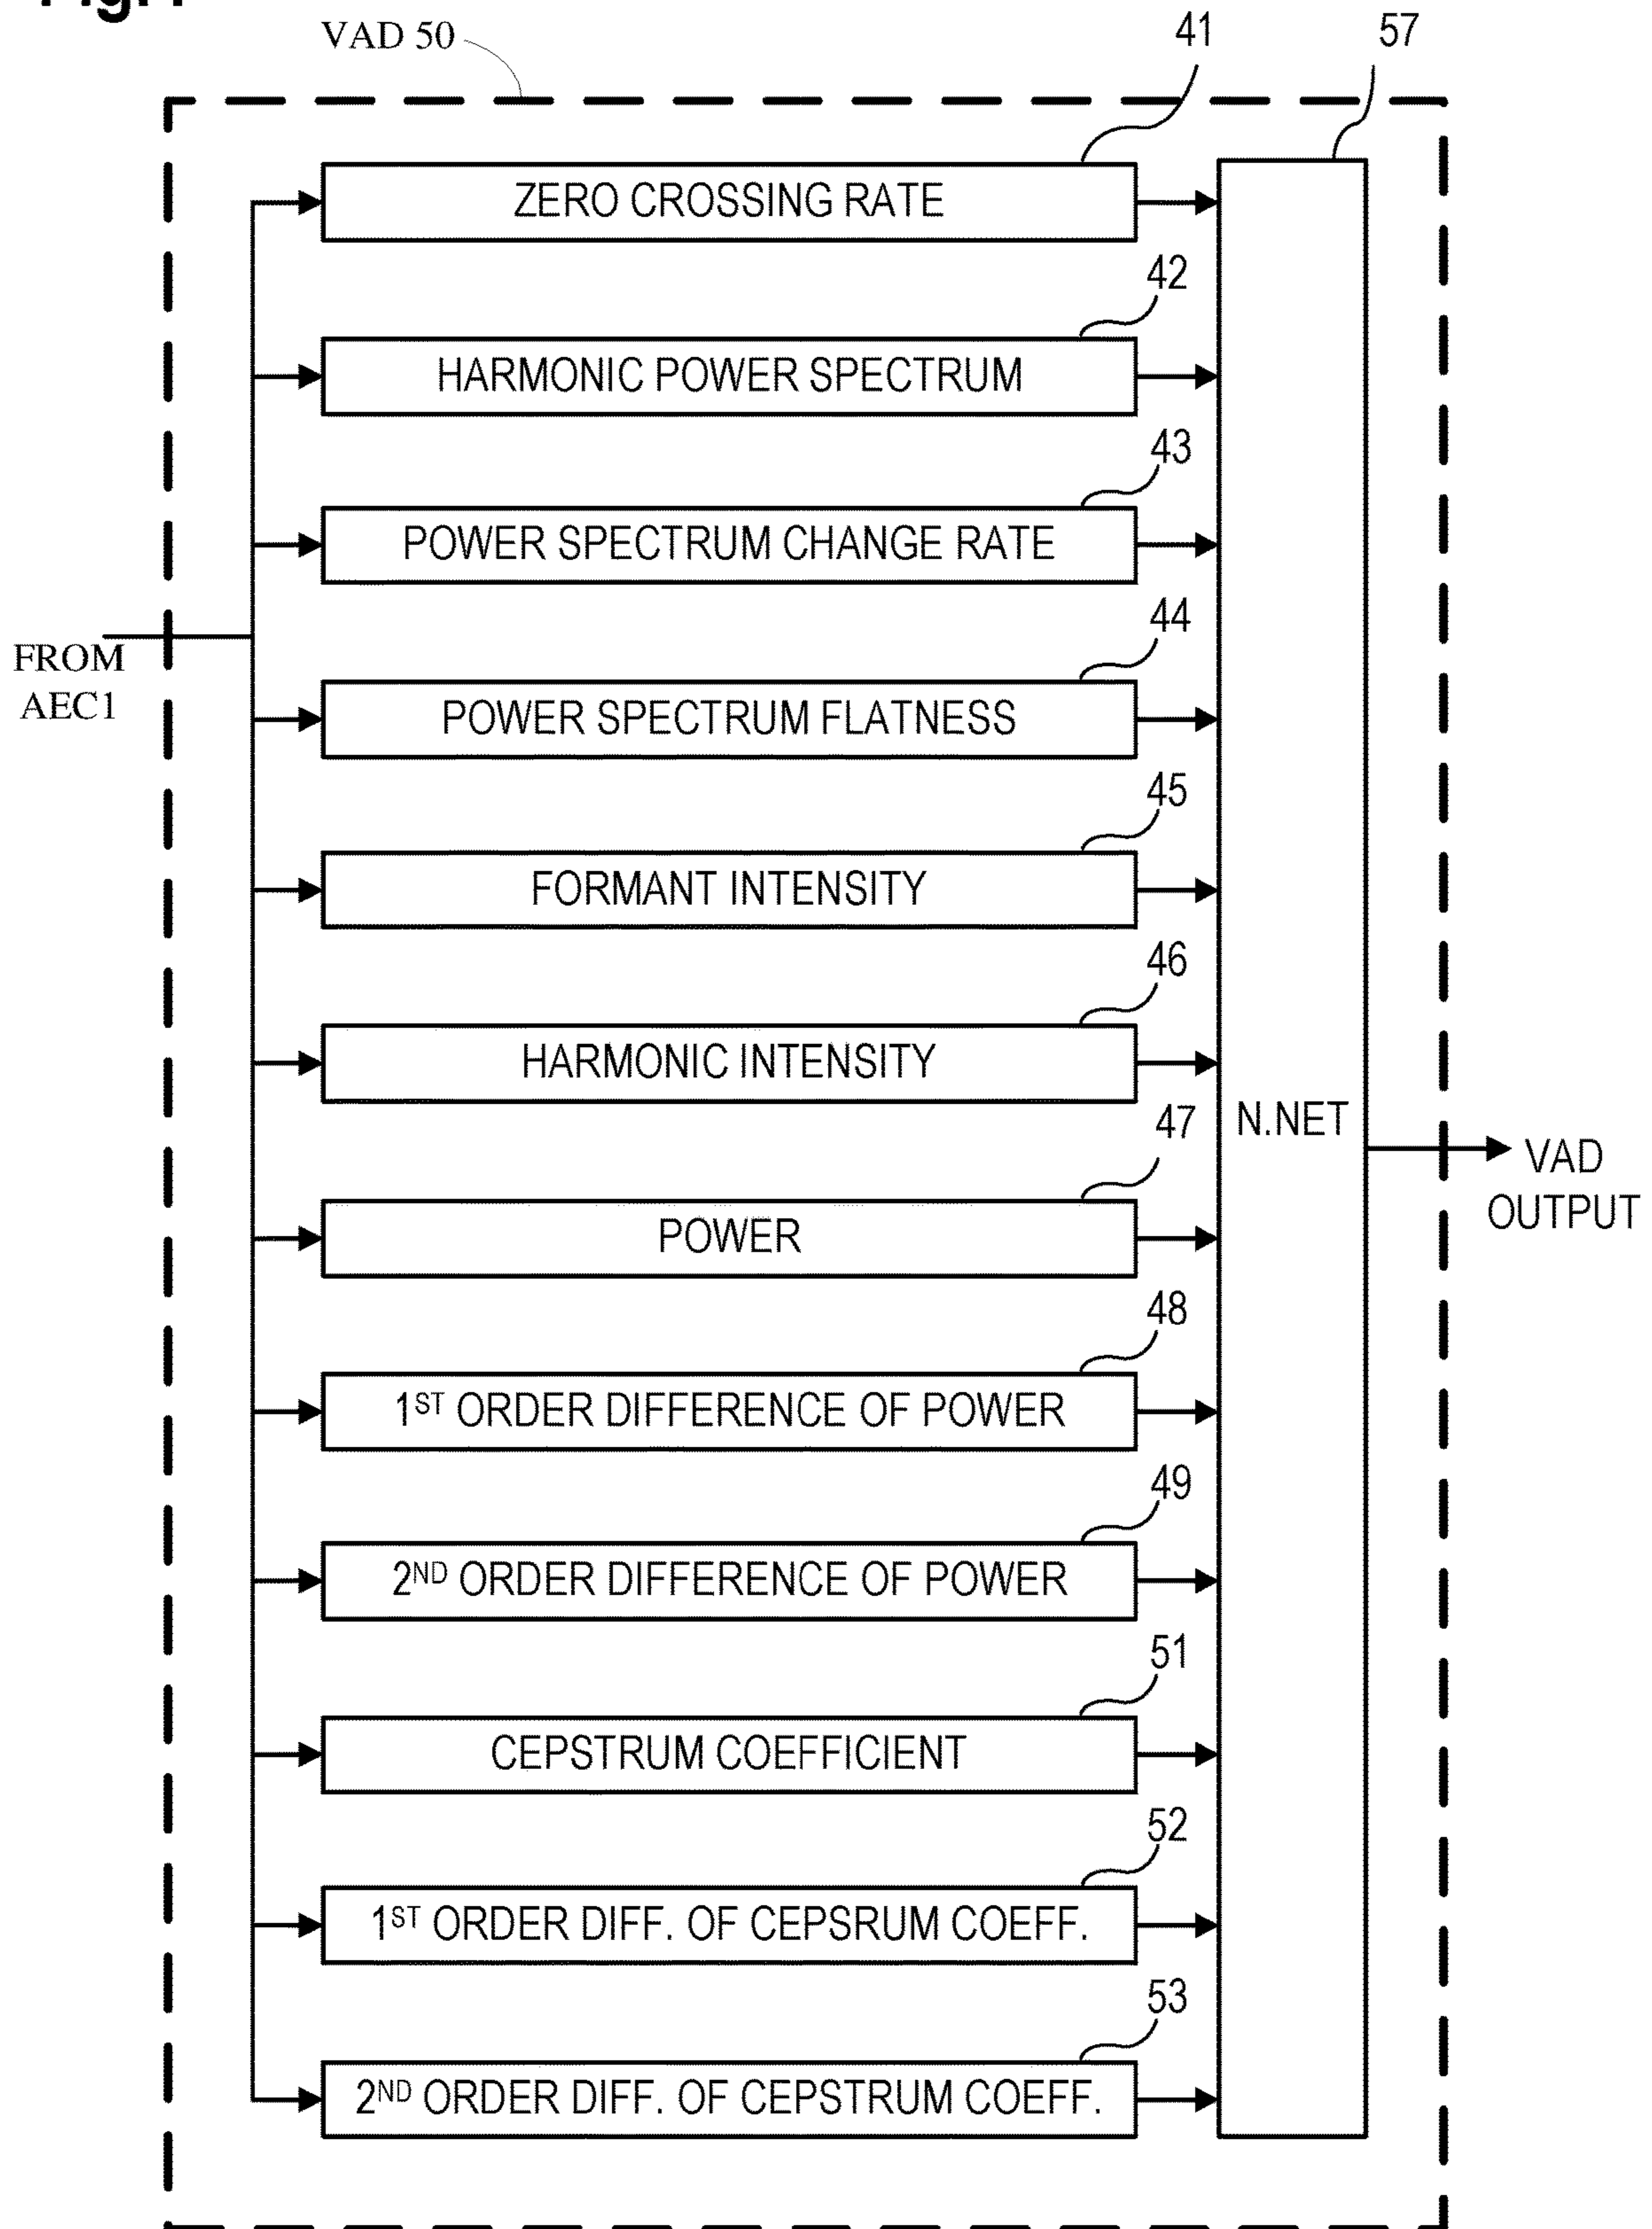 VAD 50
41
57
ZERO CROSSING RATE
42
HARMONIC POWER SPECTRUM
43
POWER SPECTRUM CHANGE RATE
44
FROM
AEC1
POWER SPECTRUM FLATNESS
45
FORMANT INTENSITY
46
HARMONIC INTENSITY
47
N.NET
VAD
OUTPUT
POWER
48
1ST ORDER DIFFERENCE OF POWER
49
2ND ORDER DIFFERENCE OF POWER
51
CEPSTRUM COEFFICIENT
52
1ST ORDER DIFF. OF CEPSRUM COEFF.
53
2ND ORDER DIFF. OF CEPSTRUM COEFF.